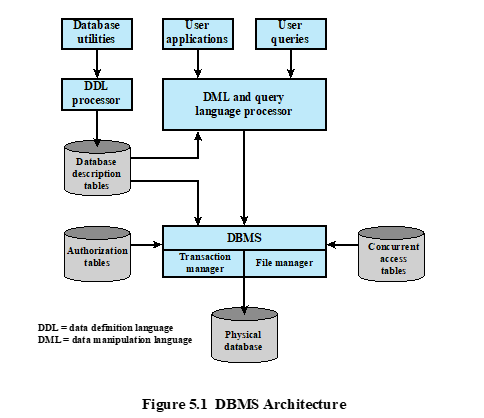 Database
utilities
User
applications
User
queries
DDL
processor
DML and query
language processor
Database
description
tables
DBMS
Transaction
manager
File manager
Authorization
tables
Concurrent
access
tables
Physical
database
DDL = data definition language
DML = data manipulation language
Figure 5.1 DBMS Architecture